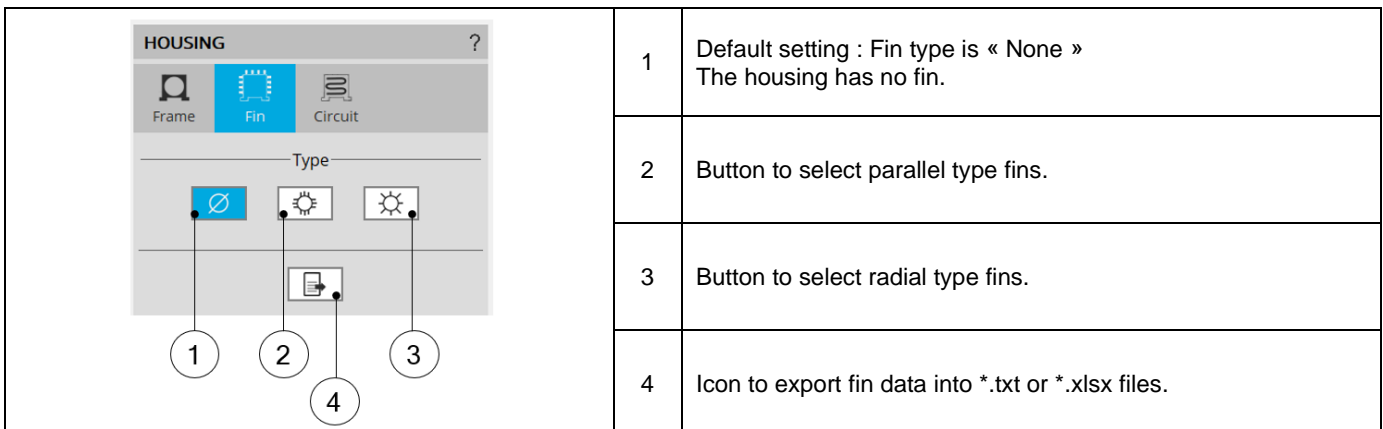 HOUSING ?
Frame Fin Circuit
Type
1 2 3
4
1 Default setting : Fin type is « None »
The housing has no fin.
2 Button to select parallel type fins.
3 Button to select radial type fins.
4 Icon to export fin data into *.txt or *.xlsx files.